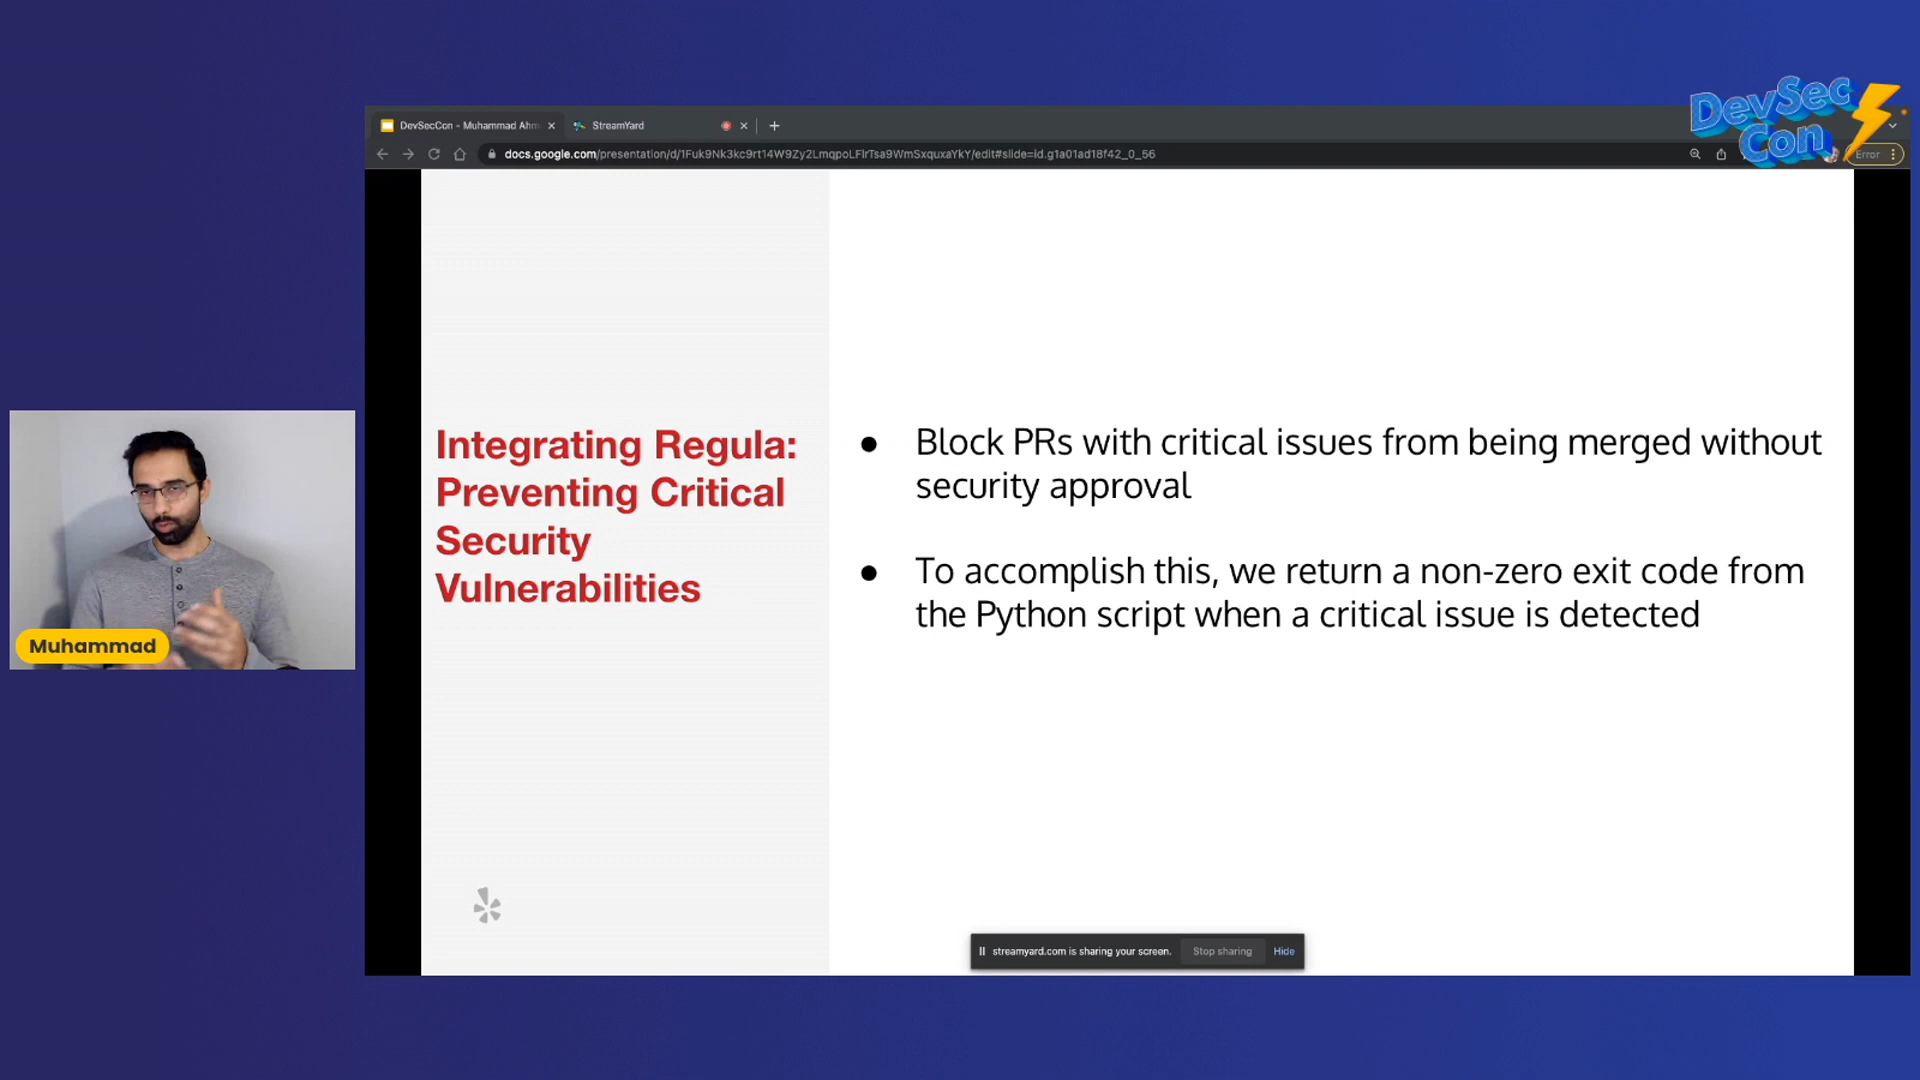 DevSec
Con
DevSecCon - Muhammad Ahm
StreamYard
docs.google.com/presentation/d/1Fuk9Nk3kc9rt14W9Zy2LmqpoLFIrTsa9WmSxquxaYkY/edit#slide=id.g1a01ad18f42_0_56
Error
Integrating Regula:
Preventing Critical
Security
Vulnerabilities
● Block PRs with critical issues from being merged without
security approval
● To accomplish this, we return a non-zero exit code from
the Python script when a critical issue is detected
Muhammad
streamyard.com is sharing your screen. Stop sharing Hide